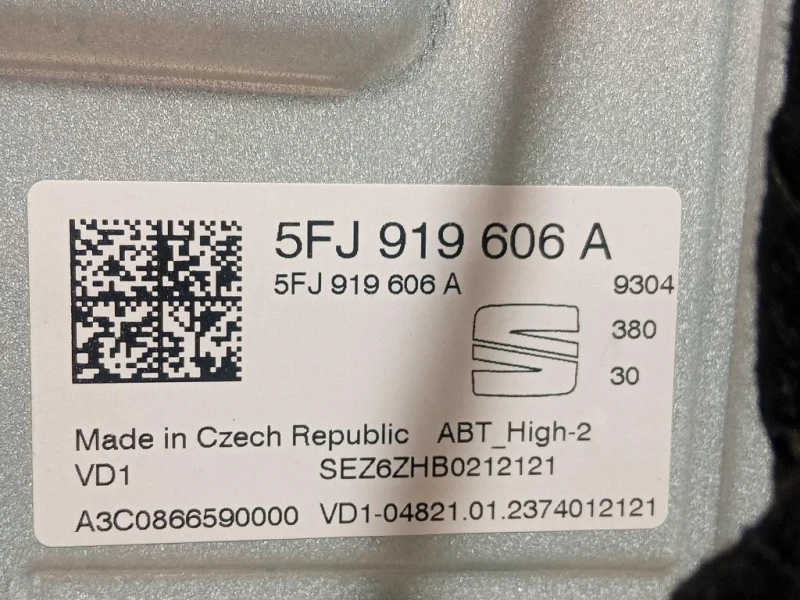 5FJ 919 606 A
5FJ 919 606 A 9304
380
30
Made in Czech Republic ABT_High-2
VD1 SEZ6ZHB0212121
A3C0866590000 VD1-04821.01.2374012121